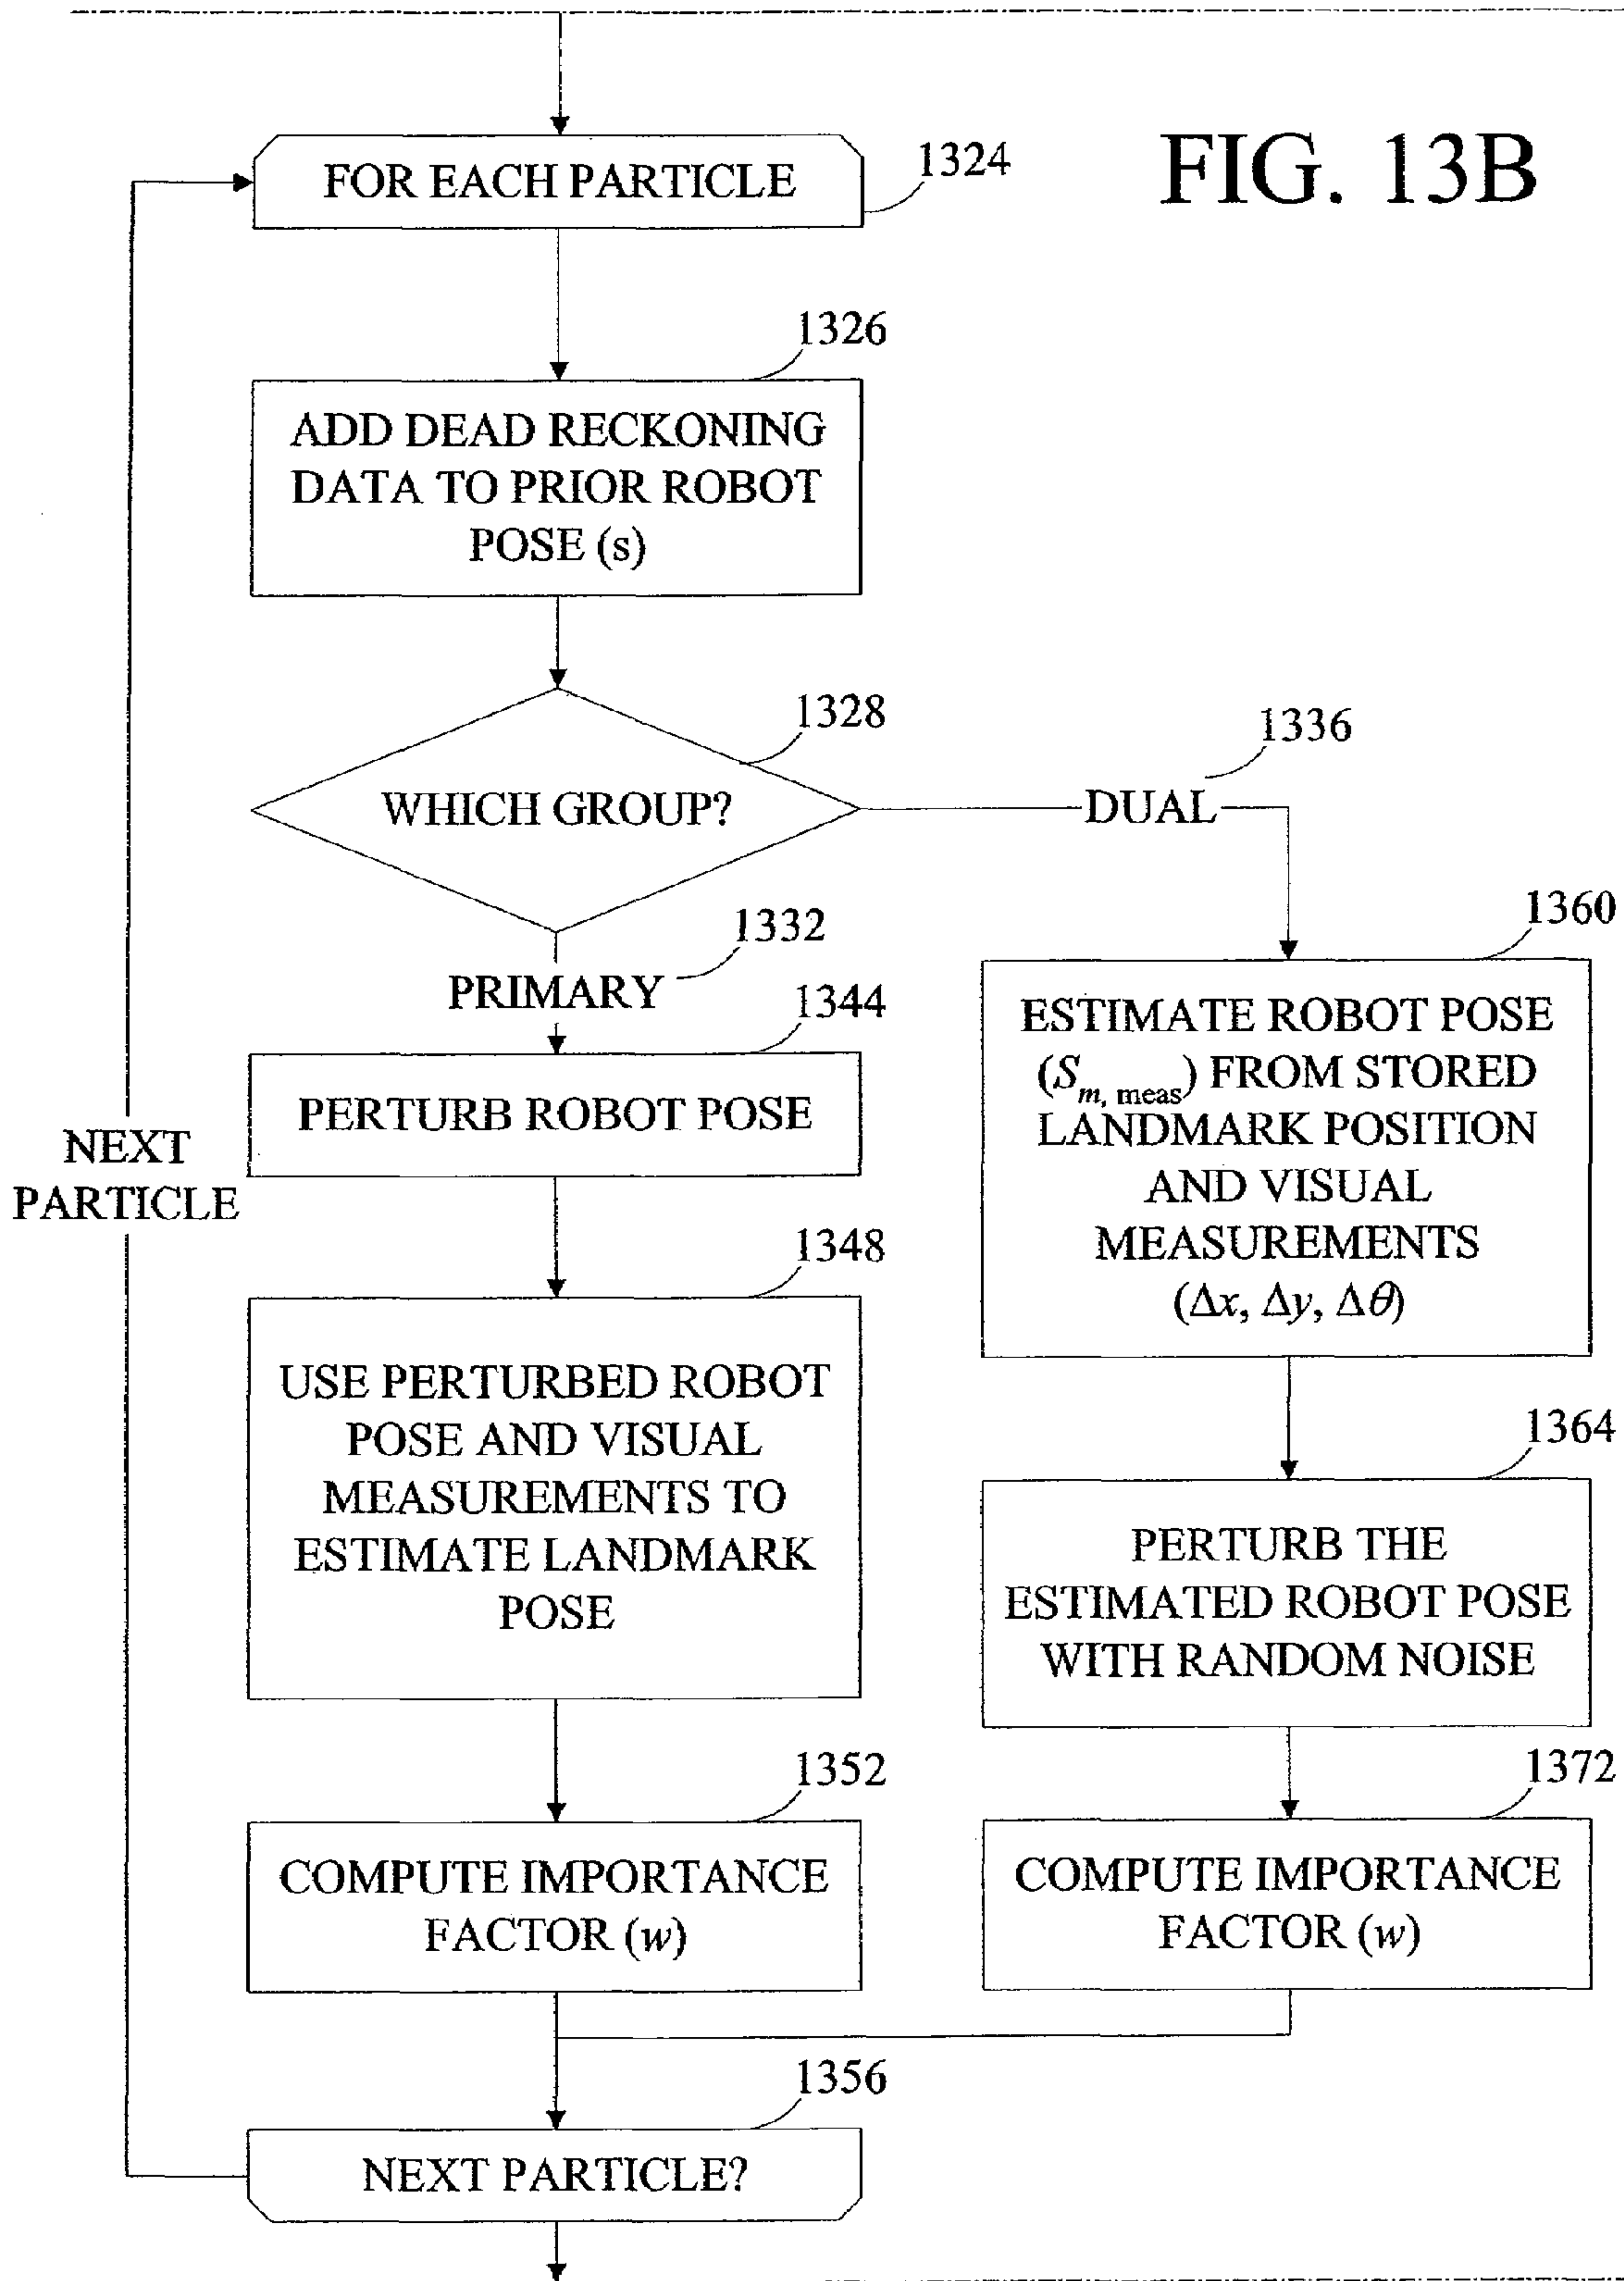 FIG. 13B
FOR EACH PARTICLE
1324
1326
ADD DEAD RECKONING
DATA TO PRIOR ROBOT
POSE (s)
1328
WHICH GROUP?
1336
DUAL
1332
PRIMARY
1344
PERTURB ROBOT POSE
1348
USE PERTURBED ROBOT
POSE AND VISUAL
MEASUREMENTS TO
ESTIMATE LANDMARK
POSE
1352
COMPUTE IMPORTANCE
FACTOR (w)
1360
ESTIMATE ROBOT POSE
(S_m, meas) FROM STORED
LANDMARK POSITION
AND VISUAL
MEASUREMENTS
(Δx, Δy, Δθ)
1364
PERTURB THE
ESTIMATED ROBOT POSE
WITH RANDOM NOISE
1372
COMPUTE IMPORTANCE
FACTOR (w)
1356
NEXT PARTICLE?
NEXT
PARTICLE